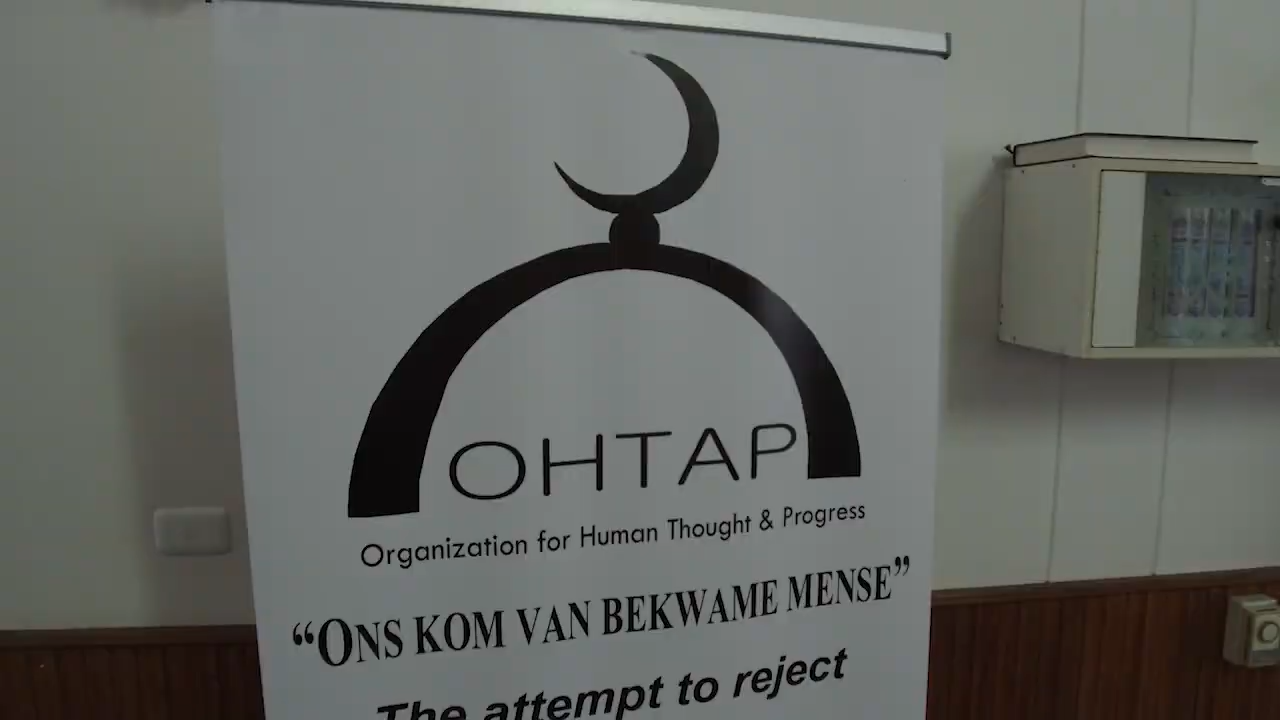 OHTAP
Organization for Human Thought & Progress
“ONS KOM VAN BEKWAME MENSE”
The attempt to reject